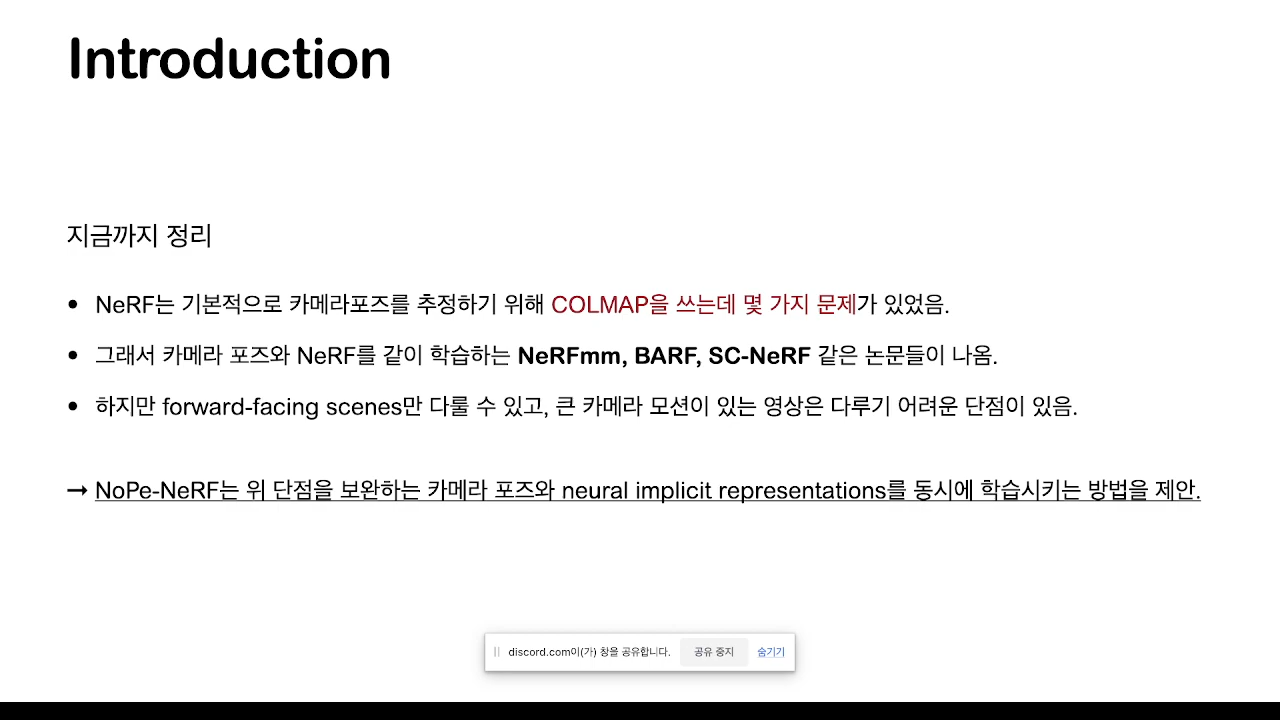 Introduction
지금까지 정리
• NeRF는 기본적으로 카메라포즈를 추정하기 위해 COLMAP을 쓰는데 몇 가지 문제가 있었음.
• 그래서 카메라 포즈와 NeRF를 같이 학습하는 NeRFmm, BARF, SC-NeRF 같은 논문들이 나옴.
• 하지만 forward-facing scenes만 다룰 수 있고, 큰 카메라 모션이 있는 영상은 다루기 어려운 단점이 있음.
→ NoPe-NeRF는 위 단점을 보완하는 카메라 포즈와 neural implicit representations를 동시에 학습시키는 방법을 제안.
discord.com이(가) 창을 공유합니다. 공유 중지 숨기기